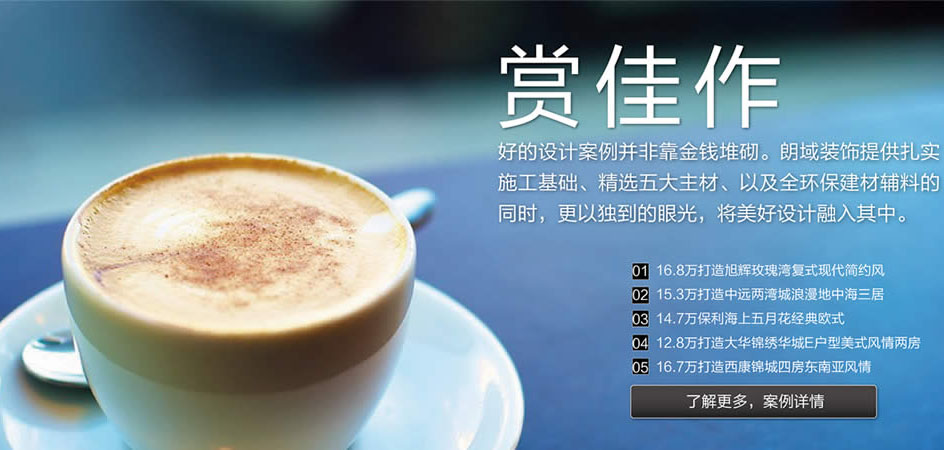 赏佳作
好的设计案例并非靠金钱堆砌。朗域装饰提供扎实
施工基础、精选五大主材、以及全环保建材辅料的
同时，更以独到的眼光，将美好设计融入其中。
01 16.8万打造旭辉玫瑰湾复式现代简约风
02 15.3万打造中远两湾城浪漫地中海三居
03 14.7万保利海上五月花经典欧式
04 12.8万打造大华锦绣华城E户型美式风情两房
05 16.7万打造西康锦城四房东南亚风情
了解更多，案例详情